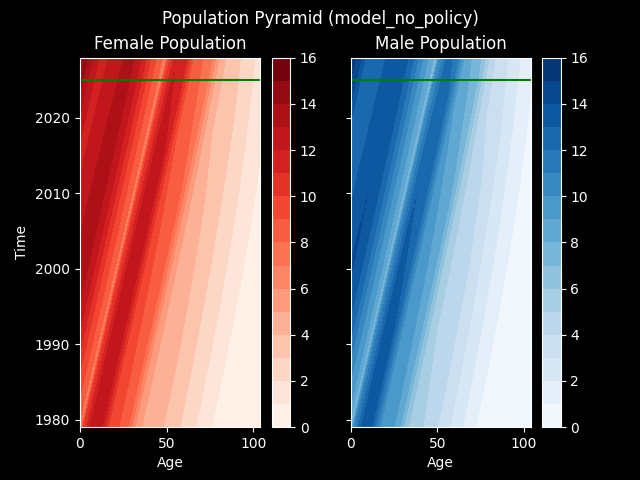 Population Pyramid (model_no_policy)
Female Population
Male Population
16
14
12
10
8
6
4
2
0
16
14
12
10
8
6
4
2
0
2020
2010
2000
1990
1980
Time
0 50 100
0 50 100
Age
Age